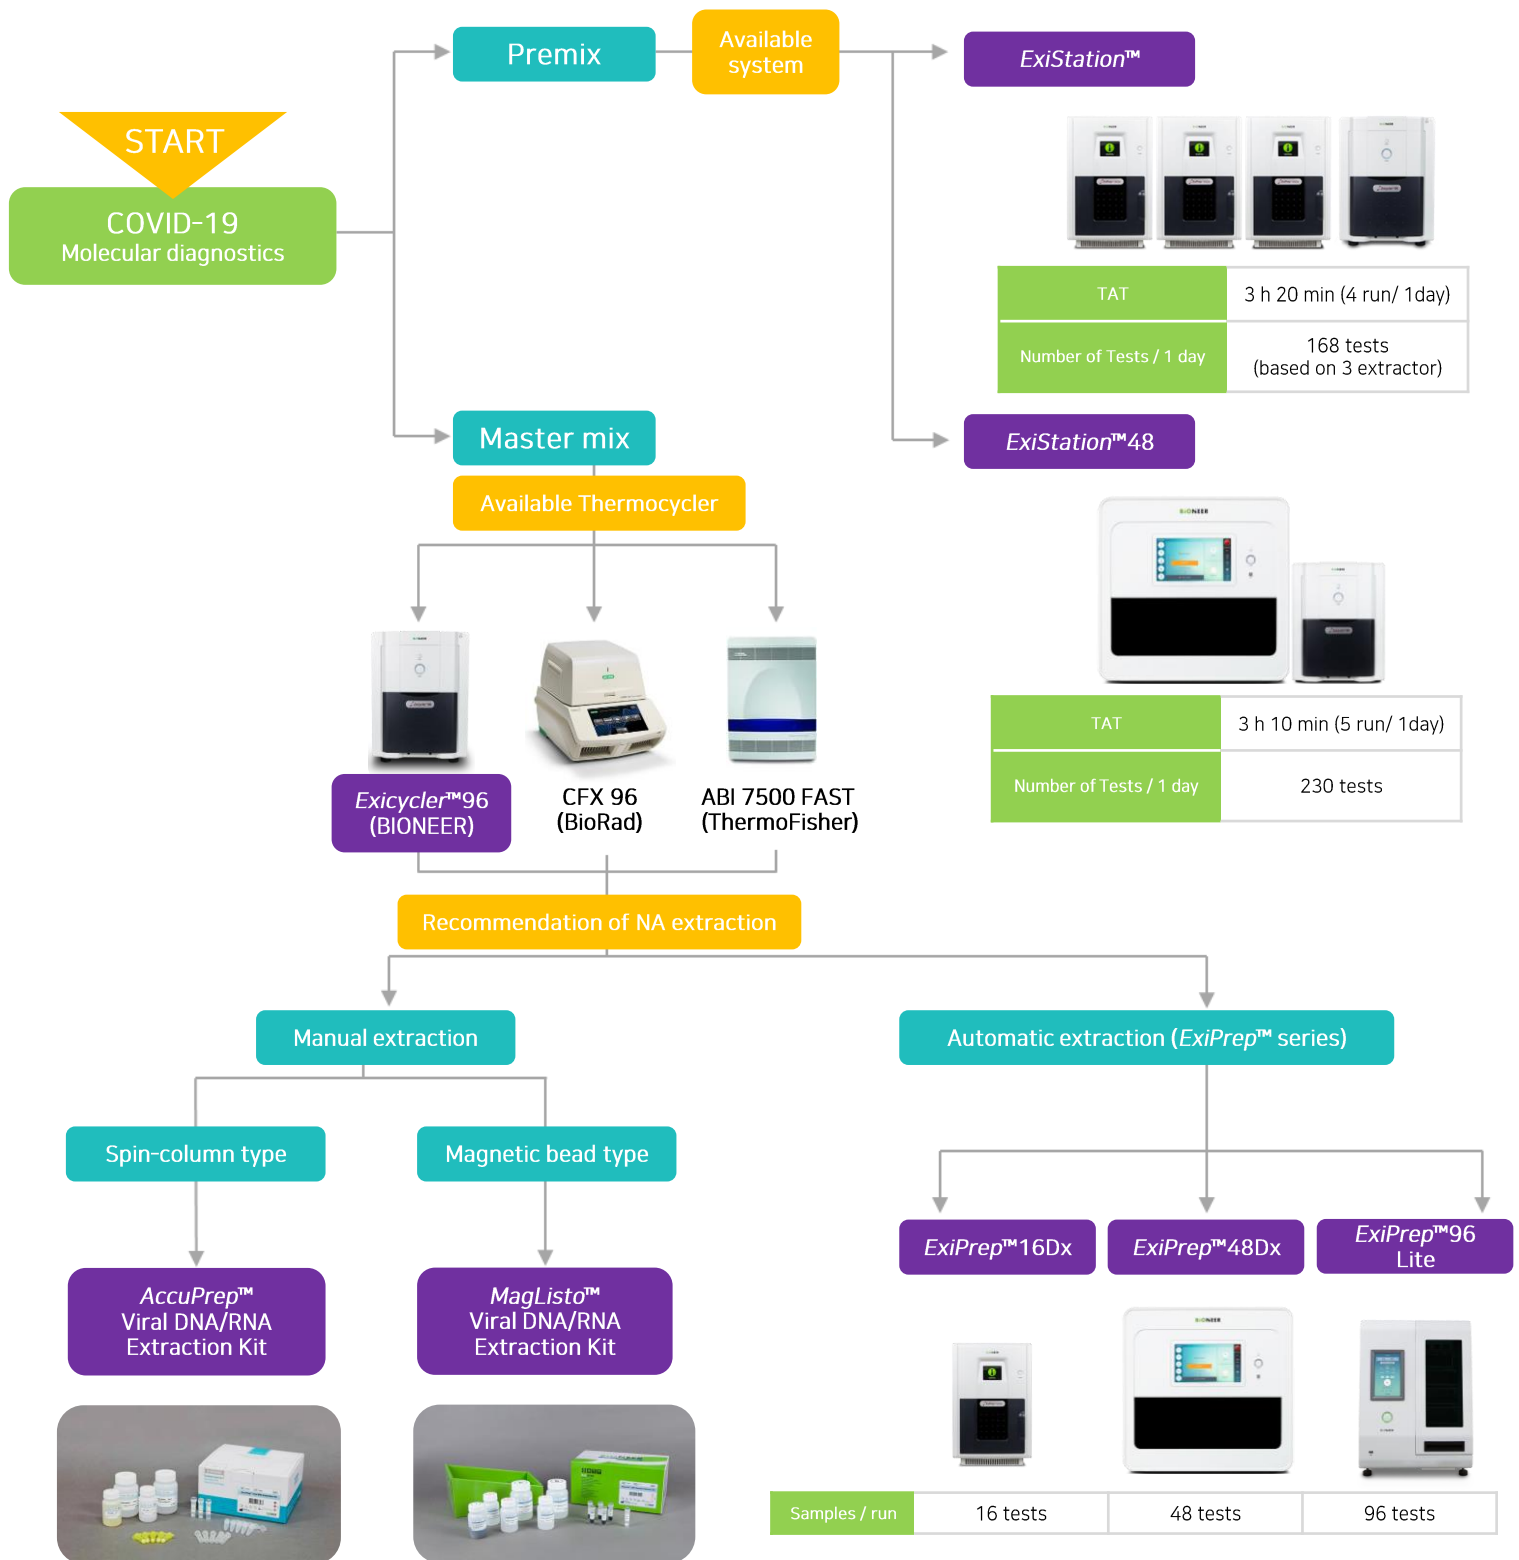 START
COVID-19
Molecular diagnostics
Premix
Available
system
ExiStation™
TAT
3 h 20 min (4 run/ 1day)
Number of Tests / 1 day
168 tests
(based on 3 extractor)
Master mix
Available Thermocycler
ExiStation™48
BIONEER
TAT
3 h 10 min (5 run/ 1day)
Number of Tests / 1 day
230 tests
Exicycler™96
(BIONEER)
CFX 96
(BioRad)
ABI 7500 FAST
(ThermoFisher)
Recommendation of NA extraction
Manual extraction
Automatic extraction (ExiPrep™ series)
Spin-column type
Magnetic bead type
AccuPrep™
Viral DNA/RNA
Extraction Kit
MagListo™
Viral DNA/RNA
Extraction Kit
ExiPrep™16Dx
ExiPrep™48Dx
ExiPrep™96
Lite
BIONEER
Samples / run
16 tests
48 tests
96 tests